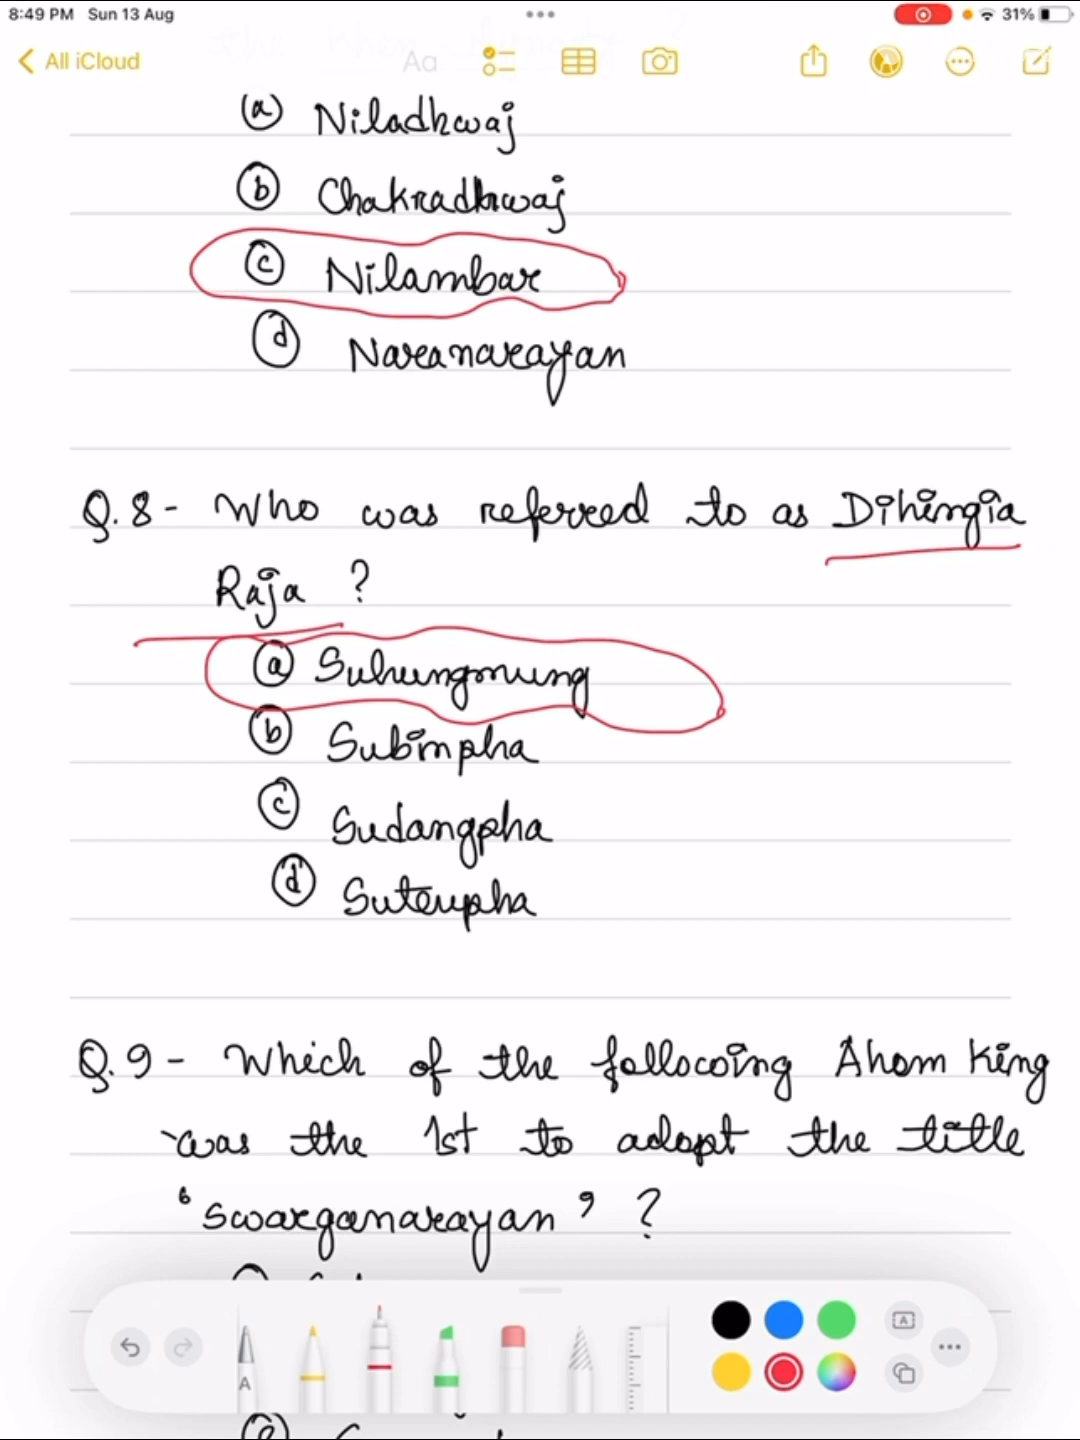 8:49 PM Sun 13 Aug
31%
All iCloud
Aa
(a) Niladhwaj
(b) Chakradhwaj
(c) Nilambar
(d) Naranarayan
Q.8- Who was referred to as Dihingia
Raja ?
(a) Suhungmung
(b) Subinpha
(c) Sudangpha
(d) Suteupha
Q.9- Which of the following Ahom King
was the 1st to adopt the title
'Swarganarayan' ?
A
A